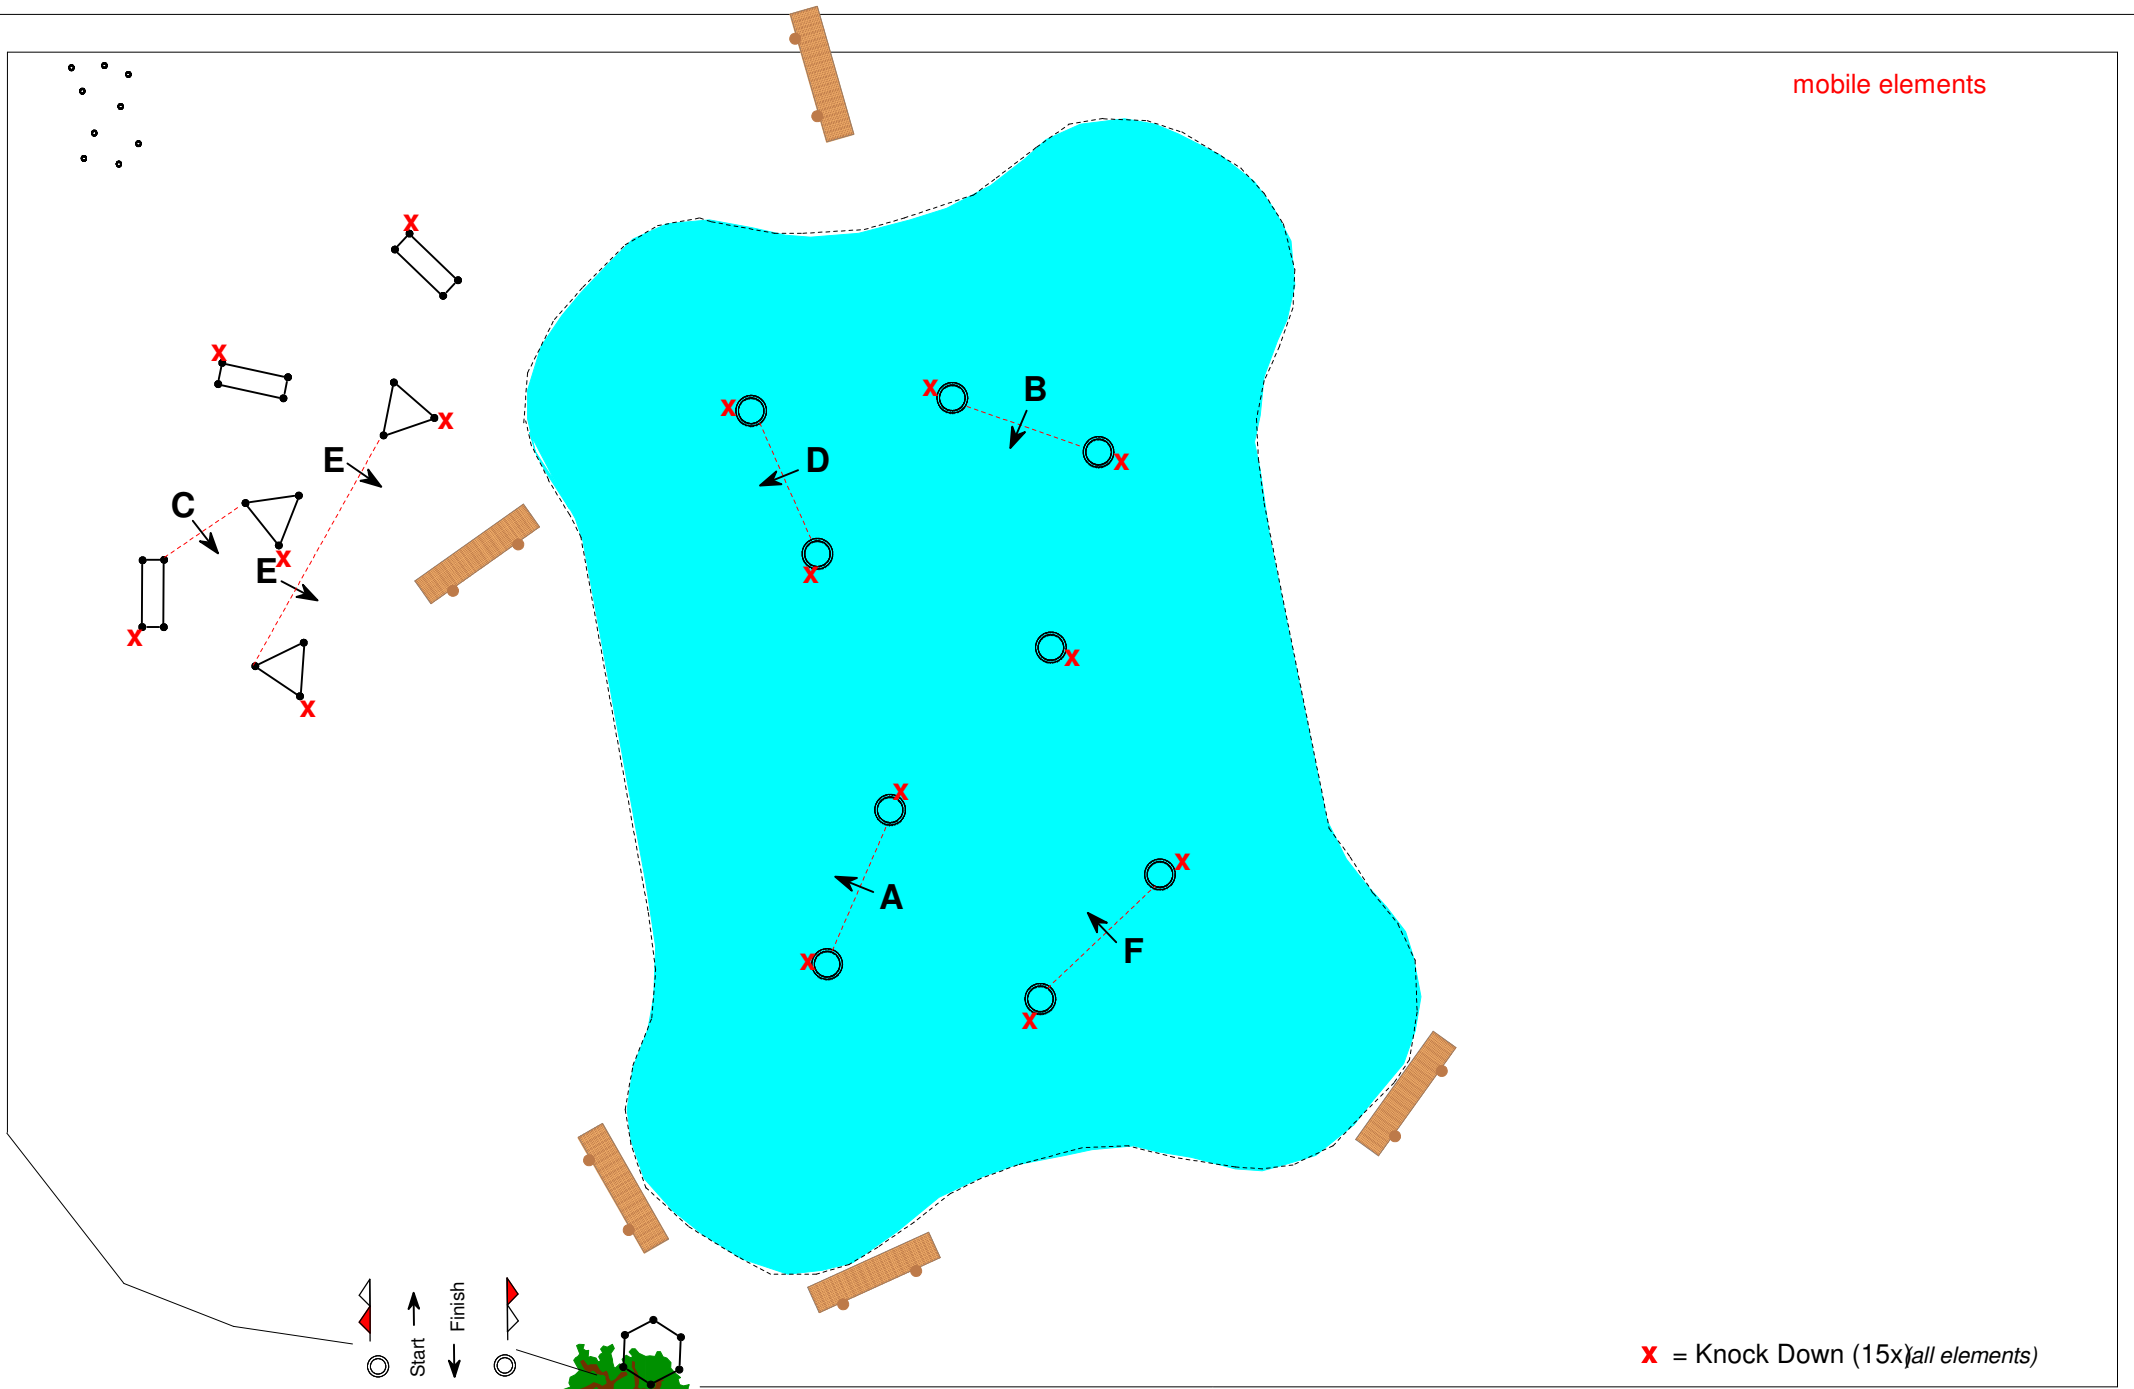 mobile elements
x
x
x
B
x
x
x
E
D
x
C
x
E
x
x
x
x
x
x
A
F
x
x
Finish
Start
x = Knock Down (15x)(all elements)